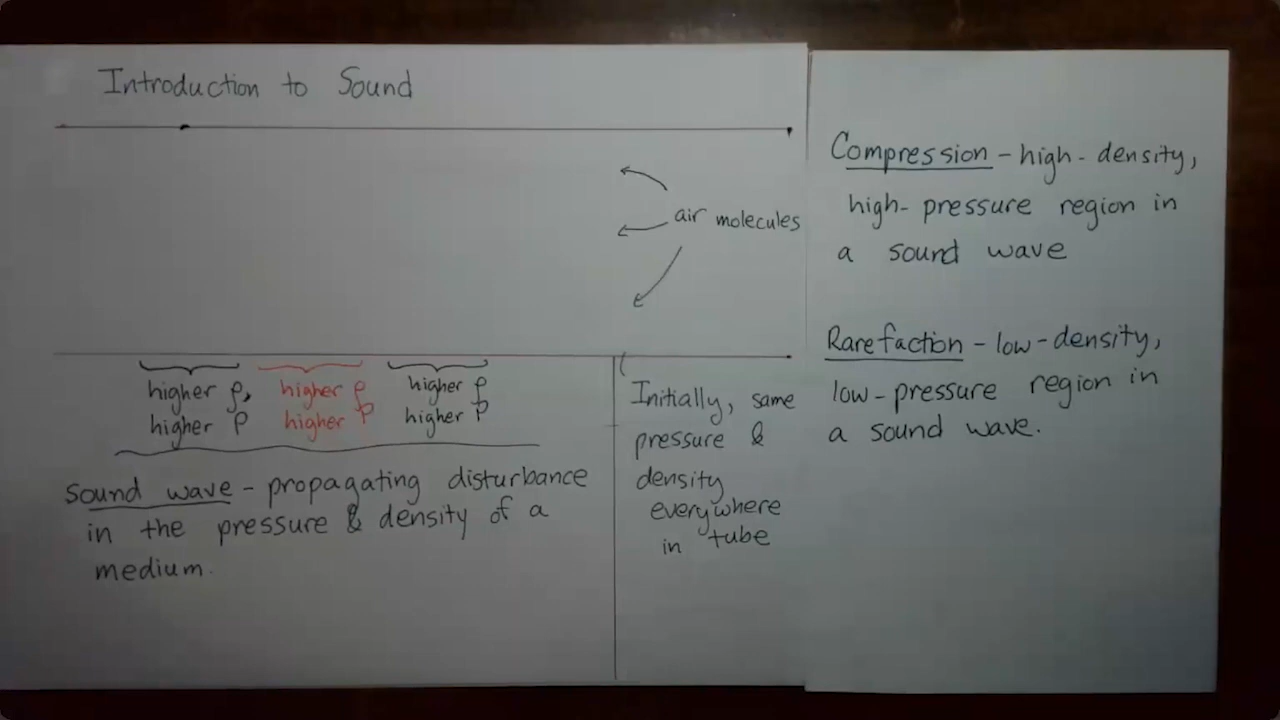 Introduction to Sound
air molecules
higher ρ,
higher P
higher ρ
higher P
higher ρ
higher P
Sound wave - propagating disturbance
in the pressure & density of a
medium.
Initially, same
pressure &
density
everywhere
in tube
Compression - high-density,
high-pressure region in
a sound wave
Rarefaction - low-density,
low-pressure region in
a sound wave.